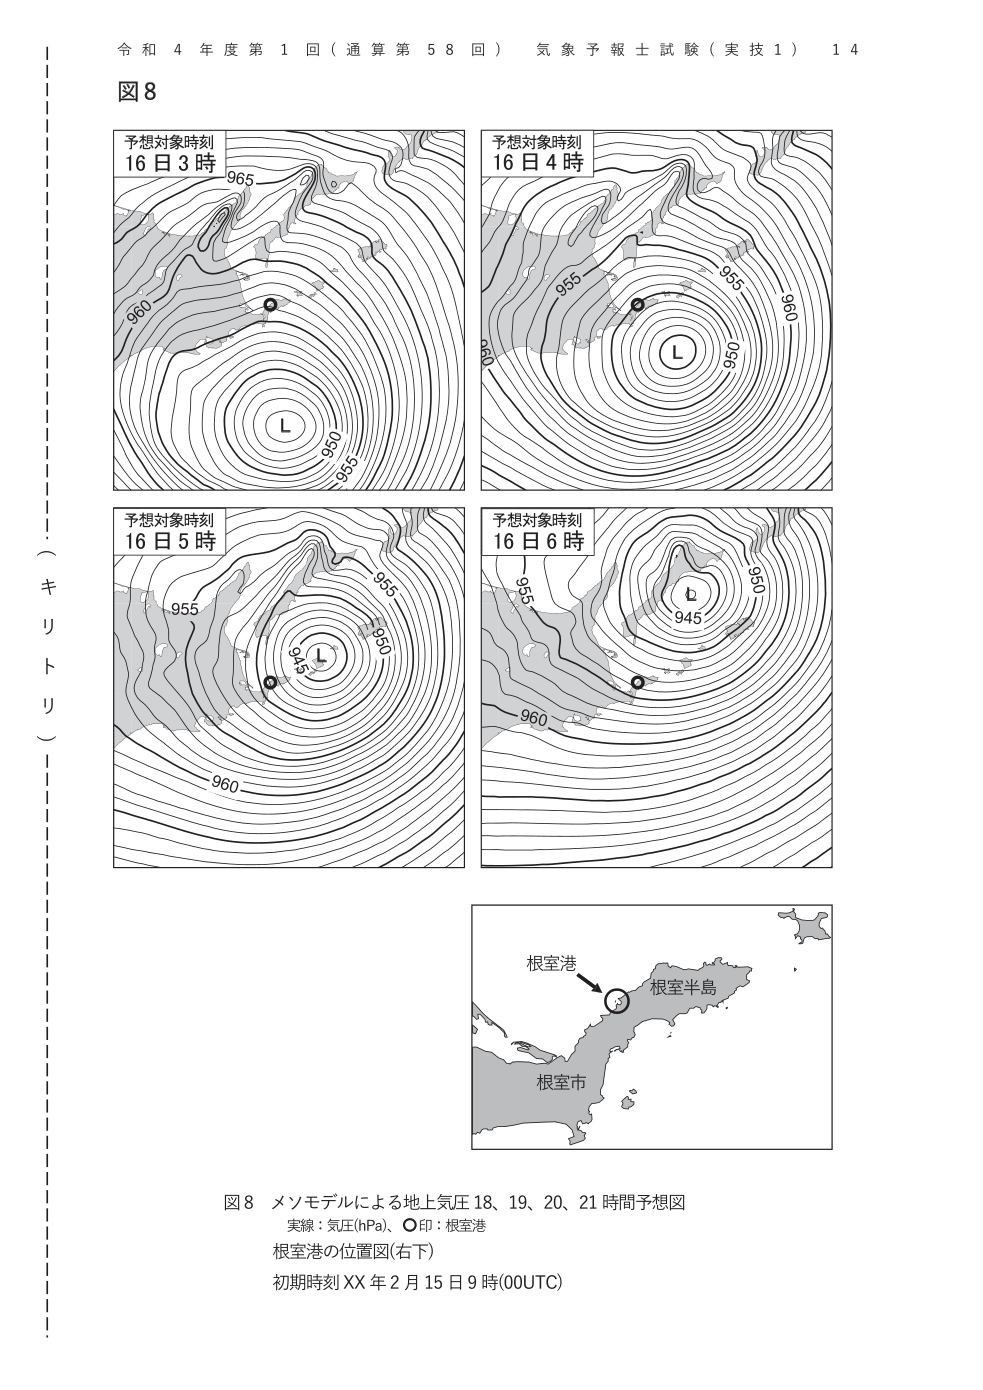 令和4年度第1回(通算第58回) 気象予報士試験(実技1) 14
図8
予想対象時刻
16日3時
965
960
950
955
L
予想対象時刻
16日4時
955
955
960
950
960
L
予想対象時刻
16日5時
955
955
950
945
960
L
予想対象時刻
16日6時
955
950
945
960
L
(キリトリ)
根室港
根室半島
根室市
図8 メソモデルによる地上気圧18、19、20、21時間予想図
実線：気圧(hPa)、○印：根室港
根室港の位置図(右下)
初期時刻XX年2月15日9時(00UTC)